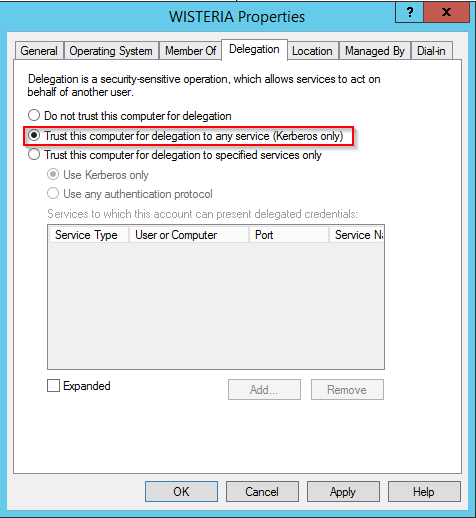 WISTERIA Properties
? X
General Operating System Member Of Delegation Location Managed By Dial-in
Delegation is a security-sensitive operation, which allows services to act on
behalf of another user.
Do not trust this computer for delegation
Trust this computer for delegation to any service (Kerberos only)
Trust this computer for delegation to specified services only
Use Kerberos only
Use any authentication protocol
Services to which this account can present delegated credentials:
Service Type User or Computer Port Service Na
Expanded
Add... Remove
OK Cancel Apply Help